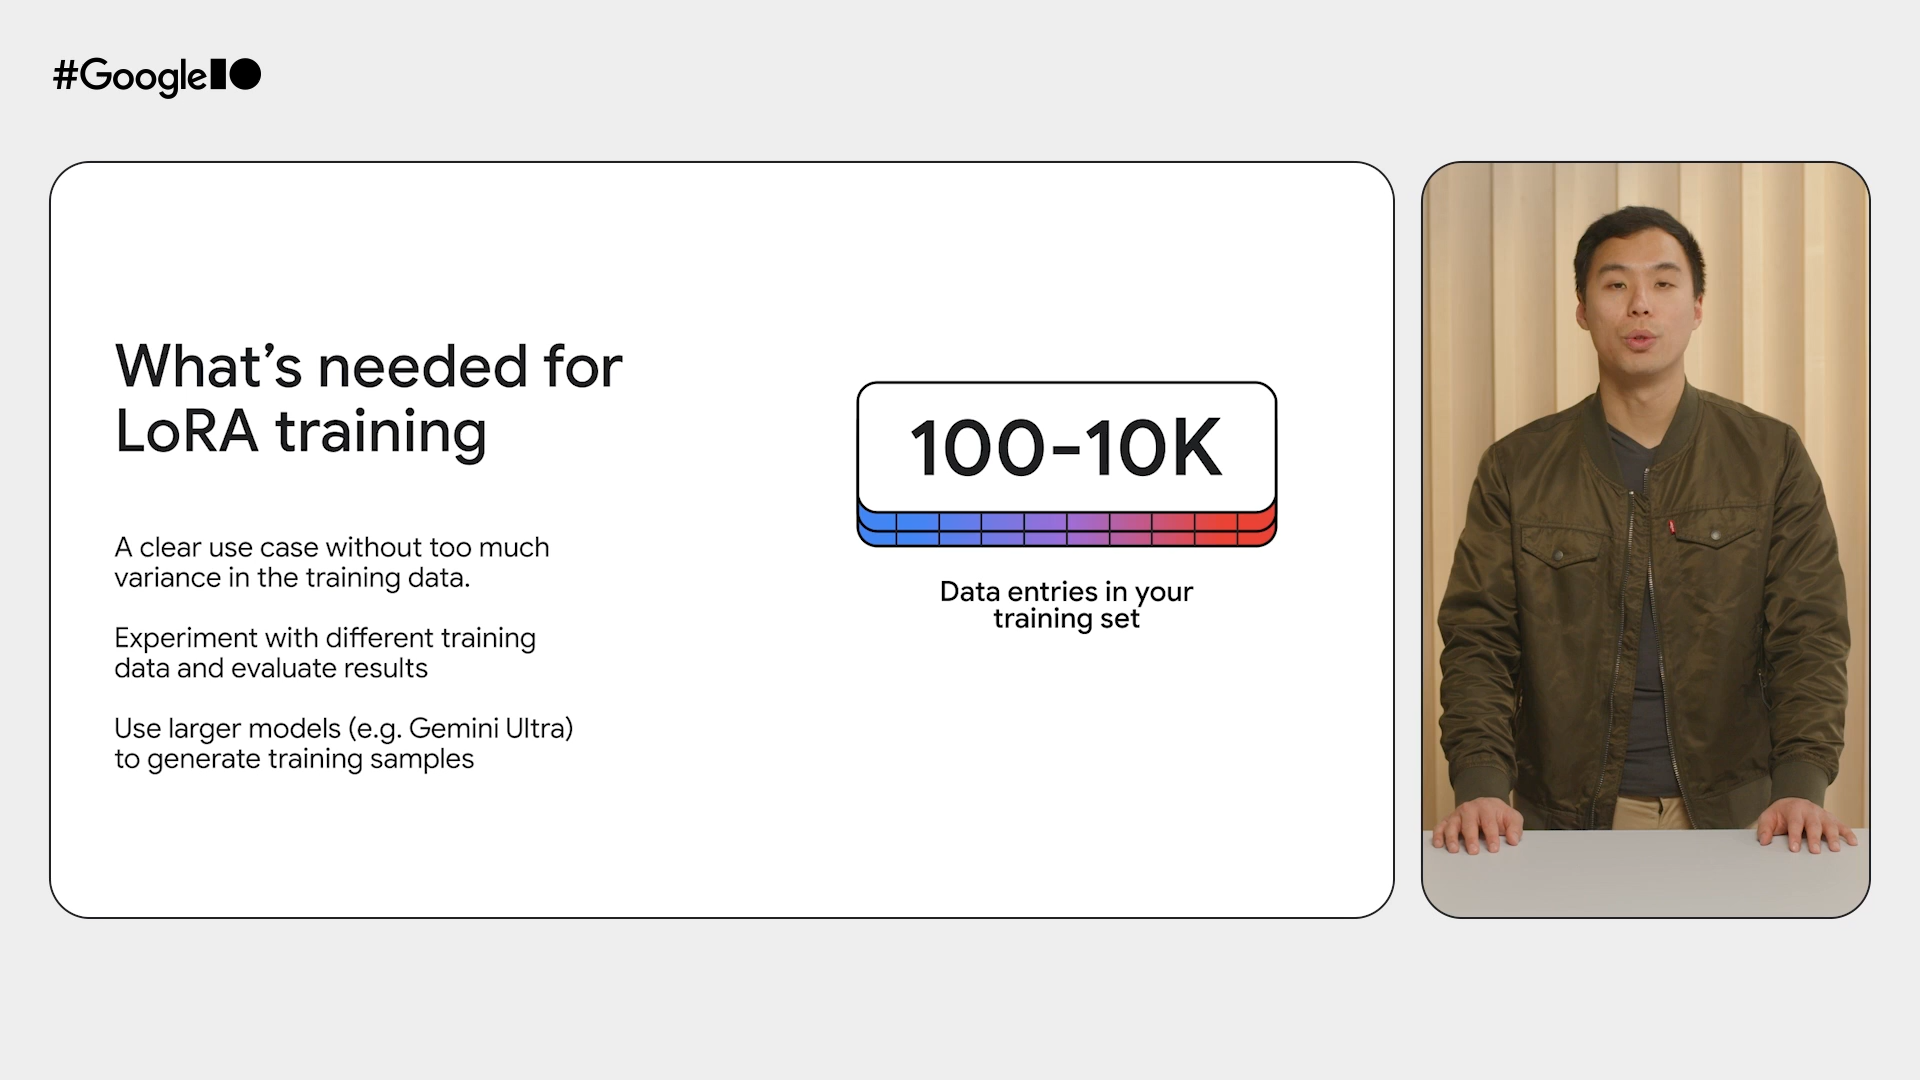 #GoogleIO
What's needed for
LoRA training
A clear use case without too much
variance in the training data.
Experiment with different training
data and evaluate results
Use larger models (e.g. Gemini Ultra)
to generate training samples
100-10K
Data entries in your
training set